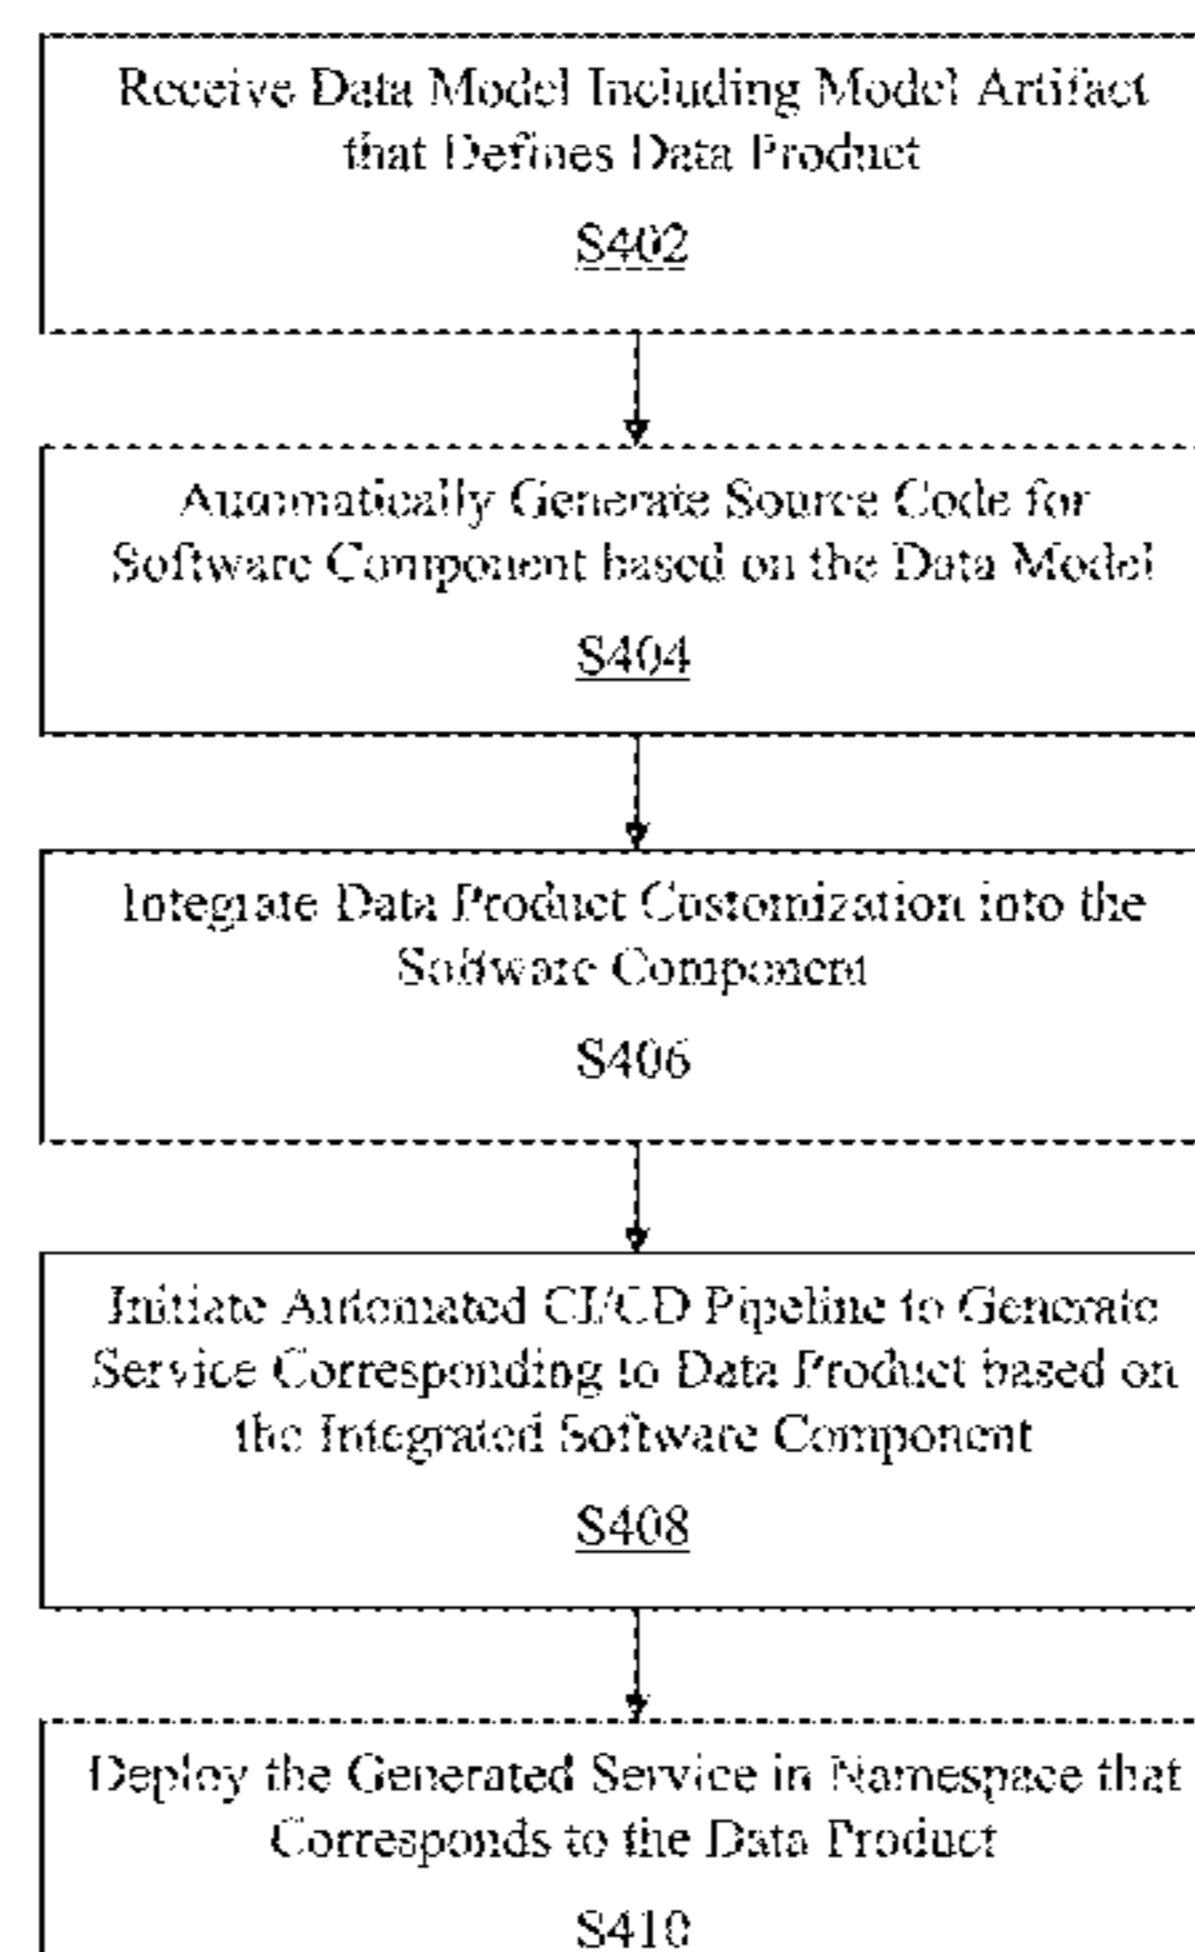 Receive Data Model Including Model Artifact
that Defines Data Product
S402
Automatically Generate Source Code for
Software Component based on the Data Model
S404
Integrate Data Product Customization into the
Software Component
S406
Initiate Automated CI/CD Pipeline to Generate
Service Corresponding to Data Product based on
the Integrated Software Component
S408
Deploy the Generated Service in Namespace that
Corresponds to the Data Product
S410